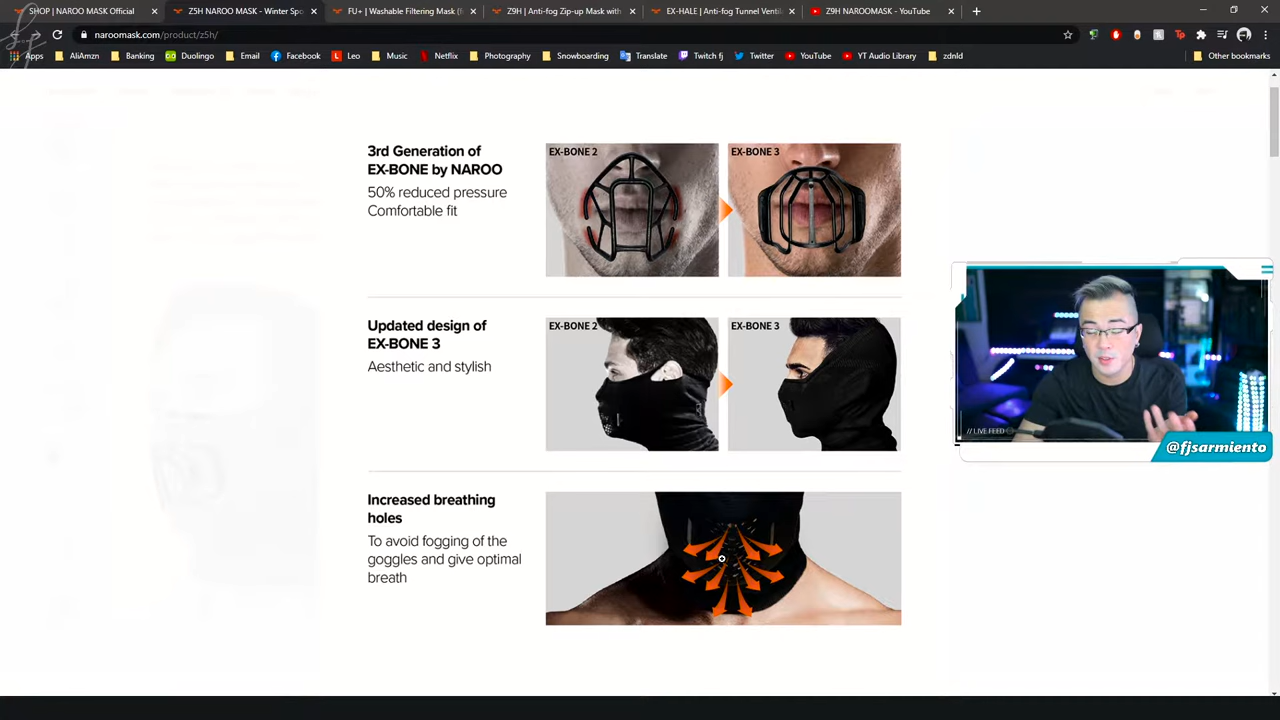 SHOP | NAROO MASK Official
Z5H NAROO MASK - Winter Spo
FU+ | Washable Filtering Mask (
Z9H | Anti-fog Zip-up Mask with
EX-HALE | Anti-fog Tunnel Ventil
Z9H NAROOMASK - YouTube
naroomask.com/product/z5h/
Apps
AliAmzn
Banking
Duolingo
Email
Facebook
Leo
Music
Netflix
Photography
Snowboarding
Translate
Twitch fj
Twitter
YouTube
YT Audio Library
zdnld
Other bookmarks
3rd Generation of
EX-BONE by NAROO
50% reduced pressure
Comfortable fit
EX-BONE 2
EX-BONE 3
Updated design of
EX-BONE 3
Aesthetic and stylish
EX-BONE 2
EX-BONE 3
Increased breathing
holes
To avoid fogging of the
goggles and give optimal
breath
// LIVE FEED
@fjsarmiento